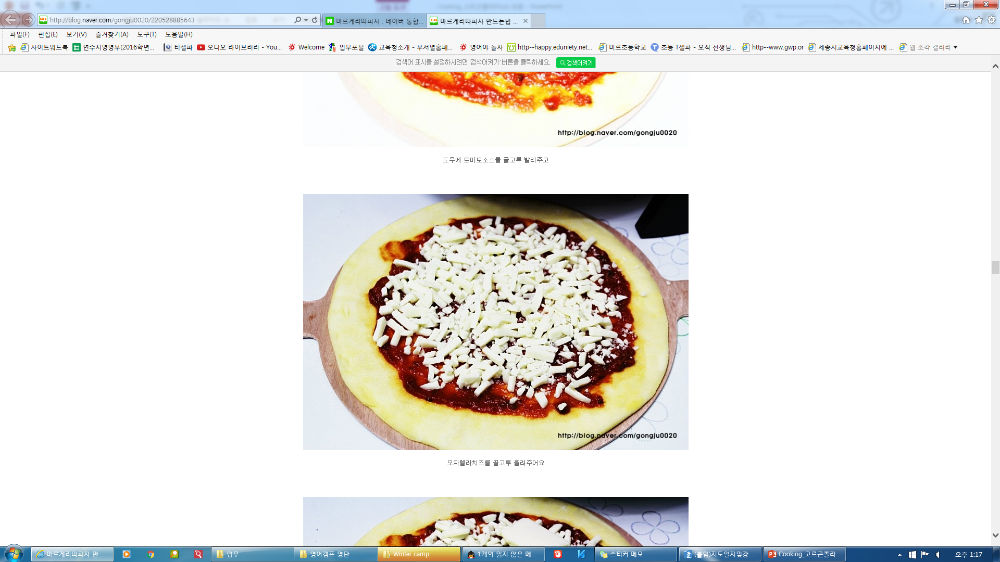 http://blog.naver.com/gongju0020/220528885643
마르게리따피자 : 네이버 통합...
마르게리따피자 만드는법 ...
파일(F) 편집(E) 보기(V) 즐겨찾기(A) 도구(T) 도움말(H)
사이트워드북 연수지명명부(2016학년... 티셀파 오디오 라이브러리 - You... Welcome 업무포털 교육청소개 - 부서별홈페... 영어야 놀자 http--happy.eduniety.net... 미르초등학교 초등 T셀파 - 오직 선생님... http--www.gwp.or 세종시교육청홈페이지에 ... 웹 조각 갤러리
검색어 표시를 설정하시려면 '검색어켜기' 버튼을 클릭하세요. 검색어켜기
http://blog.naver.com/gongju0020
도우에 토마토소스를 골고루 발라주고
http://blog.naver.com/gongju0020
모짜렐라치즈를 골고루 올려주어요
마르게리따피자 만... 업무 영어캠프 명단 Winter camp 1개의 읽지 않은 메... 스티커 메모 (붙임)지도일지및강... Cooking_고르곤졸라... 오후 1:17